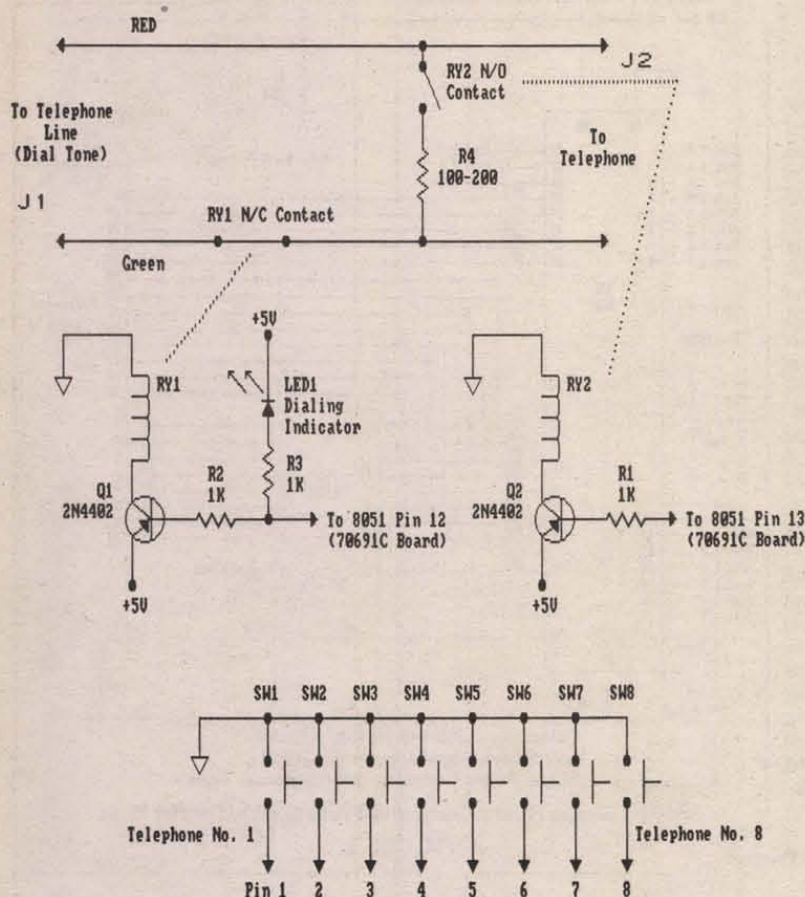 RED
J2
RY2 N/O
Contact
To Telephone
Line
(Dial Tone)
To
Telephone
R4
100-200
J1
RY1 N/C Contact
Green
+5V
RY1
LED1
Dialing
Indicator
RY2
R3
1K
R2
1K
Q1
2N4402
To 8051 Pin 12
(70691C Board)
+5V
R1
1K
Q2
2N4402
To 8051 Pin 13
(70691C Board)
+5V
SW1 SW2 SW3 SW4 SW5 SW6 SW7 SW8
Telephone No. 1
Telephone No. 8
Pin 1 2 3 4 5 6 7 8